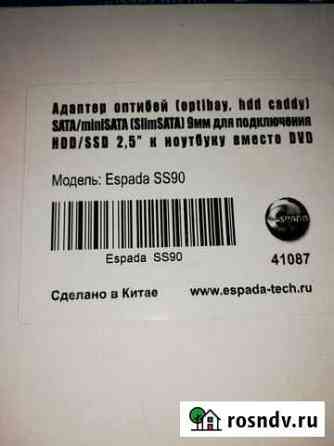 Адаптер оптибей (optibay, hdd caddy)
SATA/miniSATA (SlimSATA) 9мм для подключения
HDD/SSD 2,5" к ноутбуку вместо DVD
Модель: Espada SS90
Espada SS90
ESPADA
41087
Сделано в Китае
www.espada-tech.ru
rosndv.ru